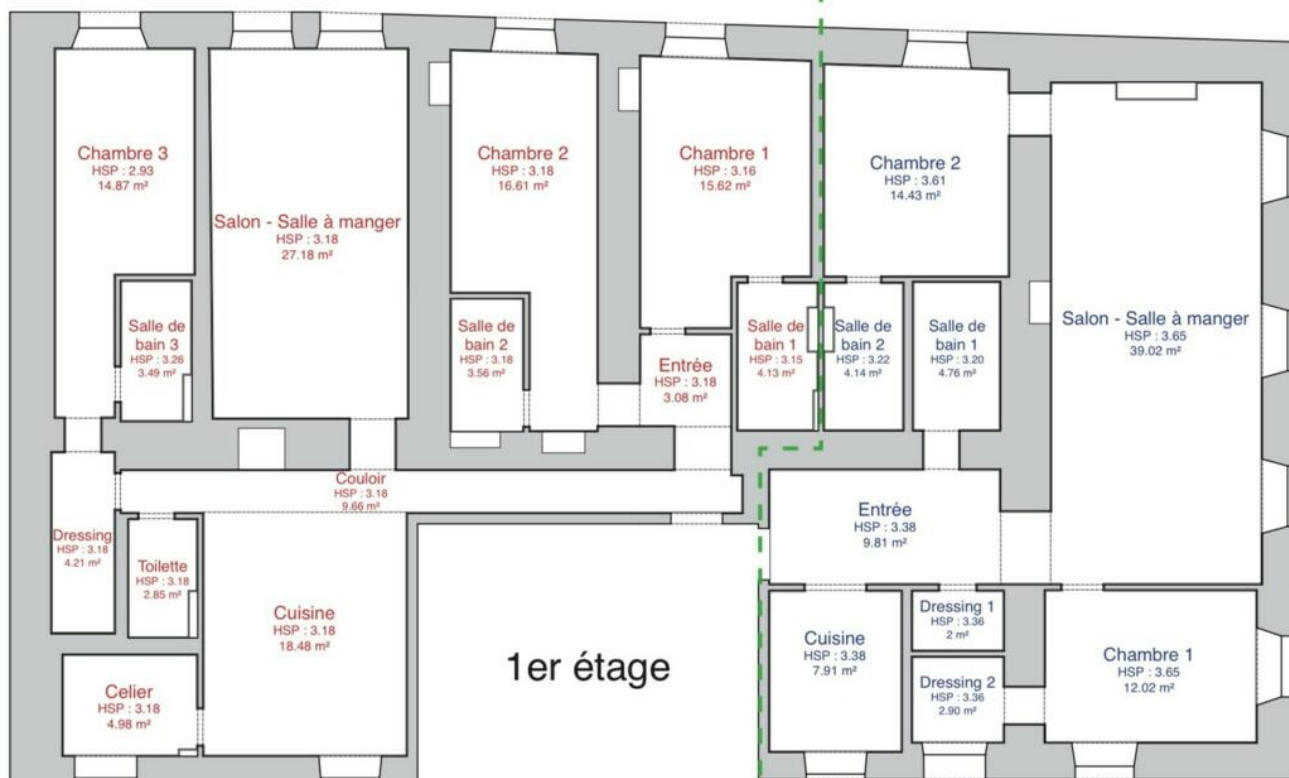 Chambre 3
HSP : 2.93
14.87 m²
Salon - Salle à manger
HSP : 3.18
27.18 m²
Chambre 2
HSP : 3.18
16.61 m²
Chambre 1
HSP : 3.16
15.62 m²
Chambre 2
HSP : 3.61
14.43 m²
Salon - Salle à manger
HSP : 3.65
39.02 m²
Salle de
bain 3
HSP : 3.26
3.49 m²
Salle de
bain 2
HSP : 3.18
3.56 m²
Entrée
HSP : 3.18
3.08 m²
Salle de
bain 1
HSP : 3.15
4.13 m²
Salle de
bain 2
HSP : 3.22
4.14 m²
Salle de
bain 1
HSP : 3.20
4.76 m²
Couloir
HSP : 3.18
9.66 m²
Entrée
HSP : 3.38
9.81 m²
Dressing
HSP : 3.18
4.21 m²
Toilette
HSP : 3.18
2.85 m²
Cuisine
HSP : 3.18
18.48 m²
Celier
HSP : 3.18
4.98 m²
1er étage
Cuisine
HSP : 3.38
7.91 m²
Dressing 1
HSP : 3.36
2 m²
Dressing 2
HSP : 3.36
2.90 m²
Chambre 1
HSP : 3.65
12.02 m²